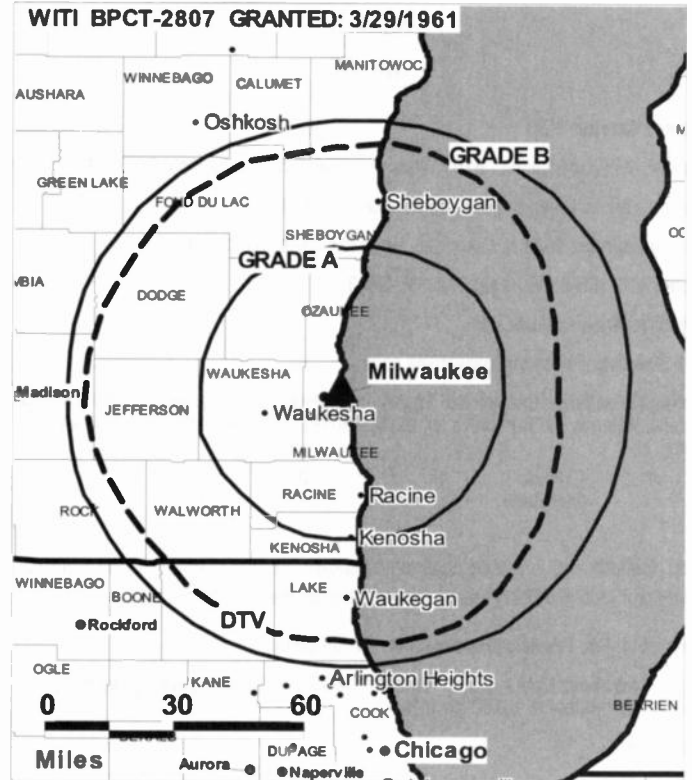 WITI BPCT-2807 GRANTED: 3/29/1961
MANITOWOC
WINNEBAGO
CALUMET
AUSHARA
Oshkosh
GRADE B
GREEN LAKE
FOND DU LAC
Sheboygan
OC
SHEBOYGAN
GRADE A
MBIA
DODGE
OZAUKEE
WAUKESHA
Milwaukee
Madison
JEFFERSON
Waukesha
MILWAUKEE
RACINE
Racine
ROCK
WALWORTH
KENOSHA
Kenosha
WINNEBAGO
LAKE
BOONE
Waukegan
Rockford
DTV
OGLE
KANE
Arlington Heights
0 30 60
COOK
BERRIEN
Miles
DUPAGE
Chicago
Aurora
Naperville